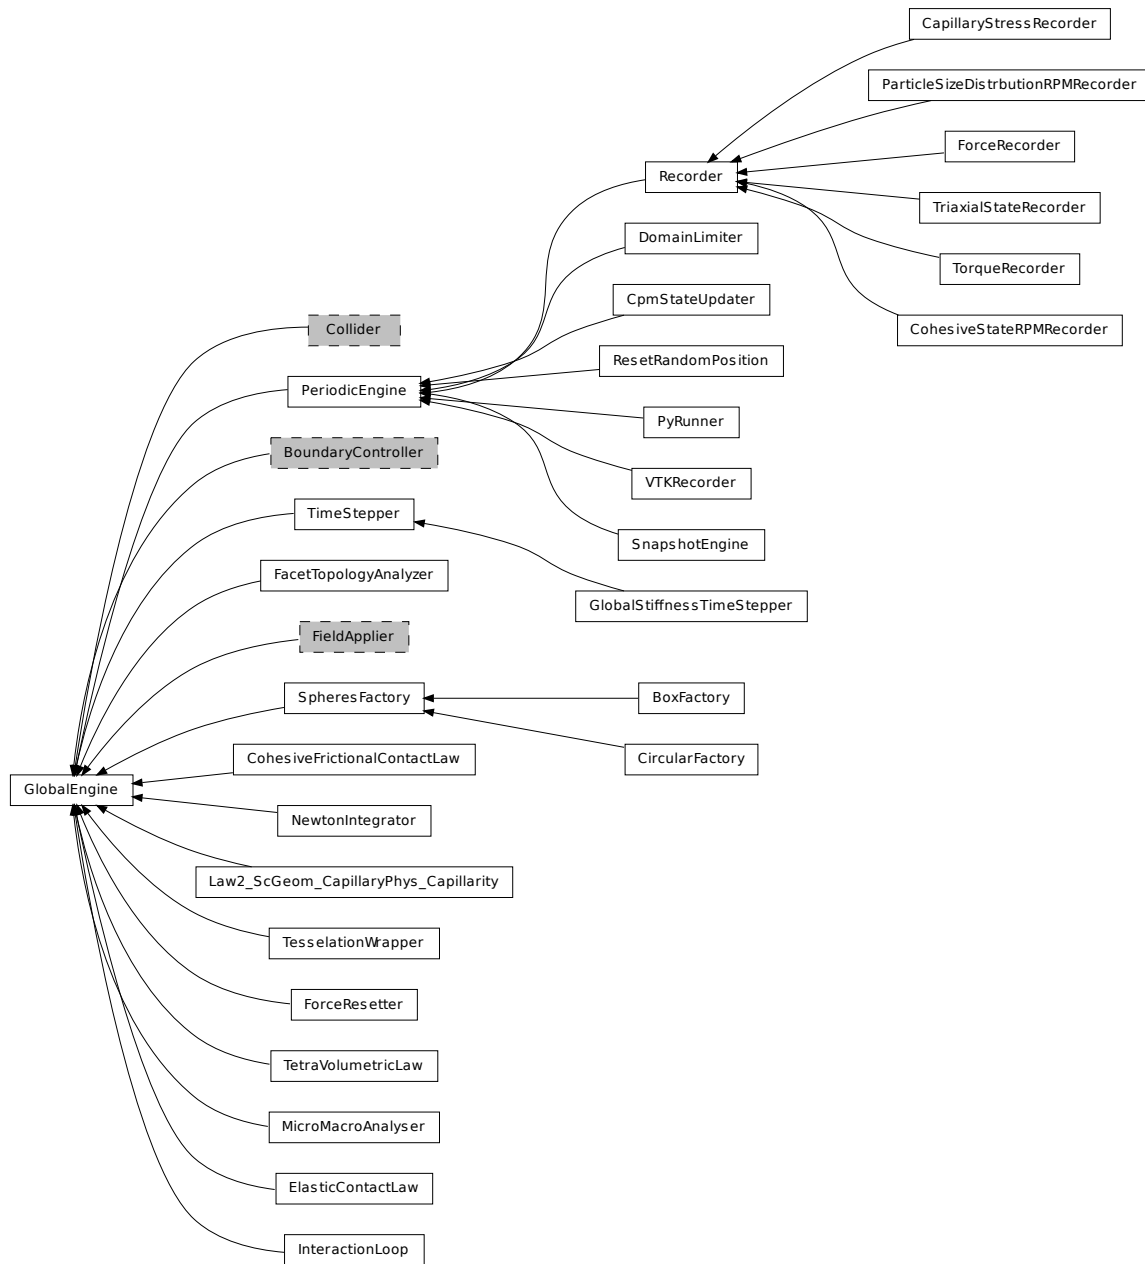 CapillaryStressRecorder
ParticleSizeDistrbutionRPMRecorder
ForceRecorder
Recorder
TriaxialStateRecorder
DomainLimiter
TorqueRecorder
CpmStateUpdater
Collider
CohesiveStateRPMRecorder
ResetRandomPosition
PeriodicEngine
PyRunner
BoundaryController
VTKRecorder
TimeStepper
SnapshotEngine
FacetTopologyAnalyzer
GlobalStiffnessTimeStepper
FieldApplier
SpheresFactory
BoxFactory
CohesiveFrictionalContactLaw
CircularFactory
GlobalEngine
NewtonIntegrator
Law2_ScGeom_CapillaryPhys_Capillarity
TesselationWrapper
ForceResetter
TetraVolumetricLaw
MicroMacroAnalyser
ElasticContactLaw
InteractionLoop